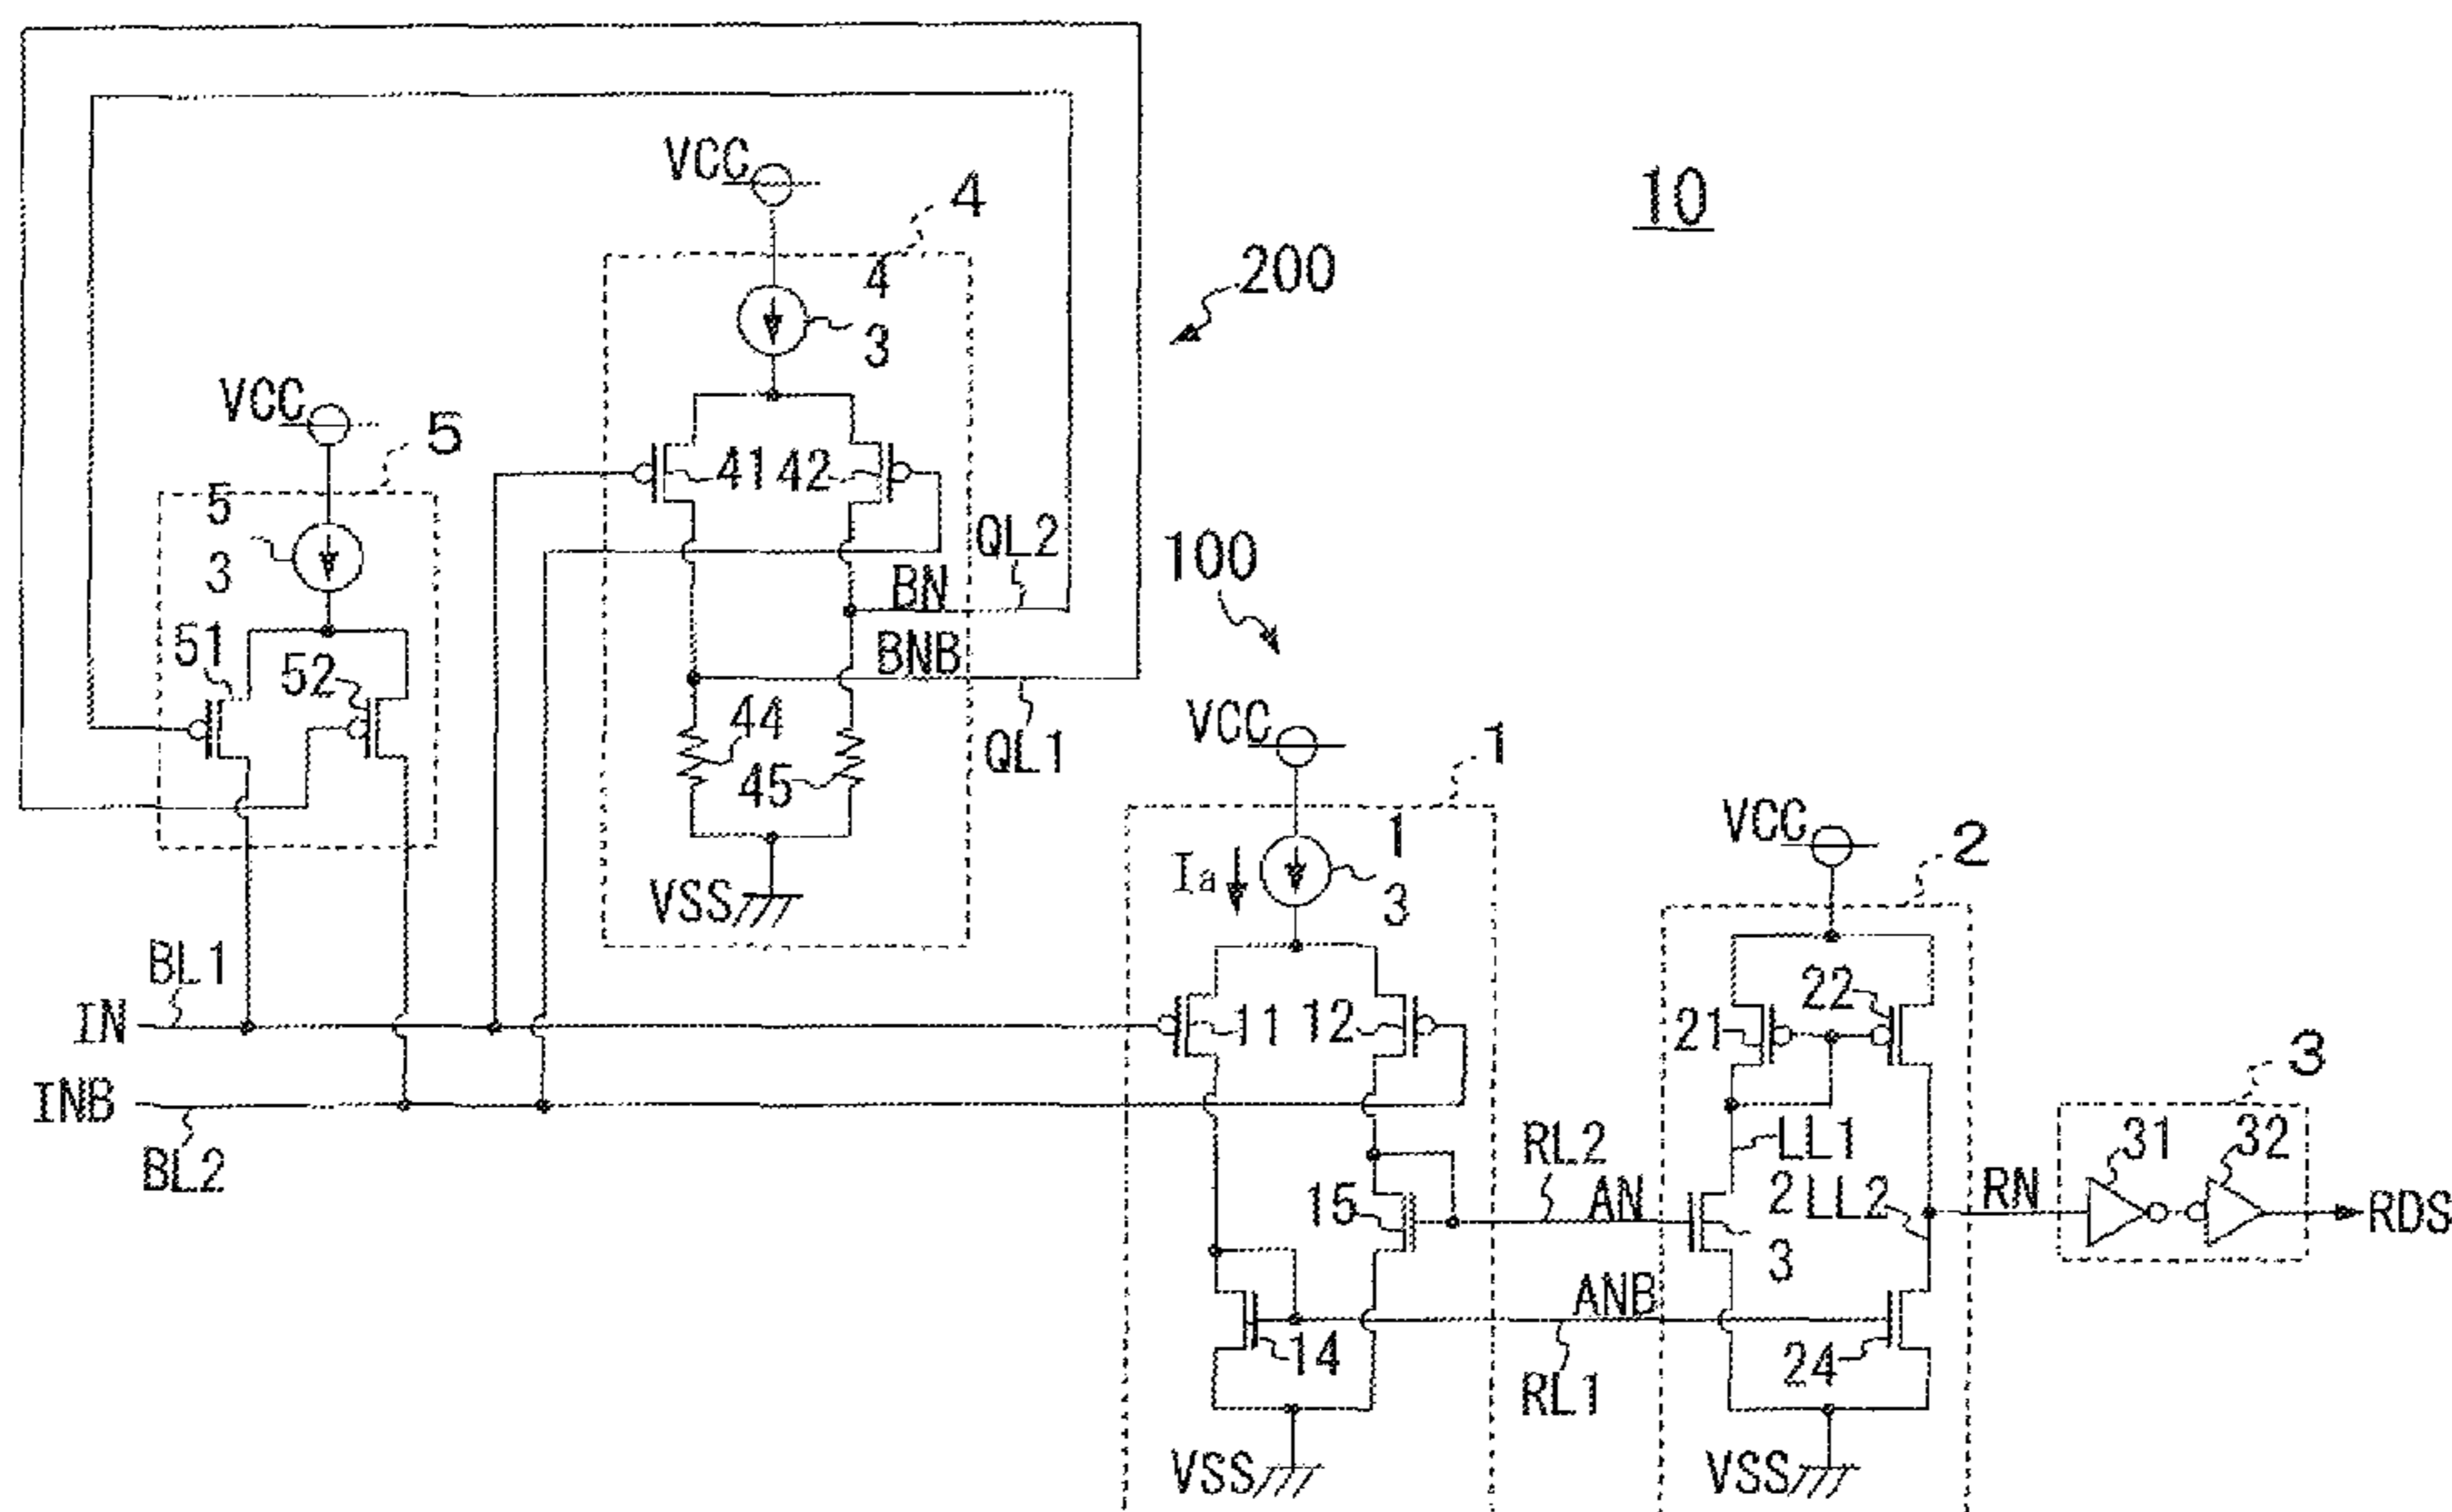 10
VCC
4
200
4
3
VCC
5
41 42
5
3
QL2
100
BN
51
52
BNB
44
45
QL1
VCC
1
VSS
1
Ia
3
VCC
2
BL1
IN
11 12
22
21
3
INB
BL2
RL2
LL1
31 32
15
AN
2
LL2
RN
RDS
3
ANB
14
RL1
24
VSS
VSS